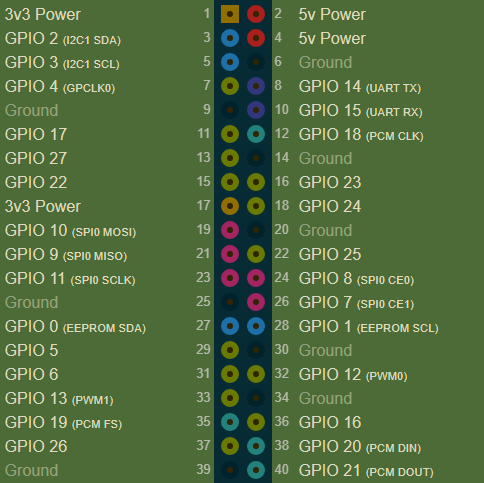 3v3 Power 1 2 5v Power
GPIO 2 (I2C1 SDA) 3 4 5v Power
GPIO 3 (I2C1 SCL) 5 6 Ground
GPIO 4 (GPCLK0) 7 8 GPIO 14 (UART TX)
Ground 9 10 GPIO 15 (UART RX)
GPIO 17 11 12 GPIO 18 (PCM CLK)
GPIO 27 13 14 Ground
GPIO 22 15 16 GPIO 23
3v3 Power 17 18 GPIO 24
GPIO 10 (SPI0 MOSI) 19 20 Ground
GPIO 9 (SPI0 MISO) 21 22 GPIO 25
GPIO 11 (SPI0 SCLK) 23 24 GPIO 8 (SPI0 CE0)
Ground 25 26 GPIO 7 (SPI0 CE1)
GPIO 0 (EEPROM SDA) 27 28 GPIO 1 (EEPROM SCL)
GPIO 5 29 30 Ground
GPIO 6 31 32 GPIO 12 (PWM0)
GPIO 13 (PWM1) 33 34 Ground
GPIO 19 (PCM FS) 35 36 GPIO 16
GPIO 26 37 38 GPIO 20 (PCM DIN)
Ground 39 40 GPIO 21 (PCM DOUT)